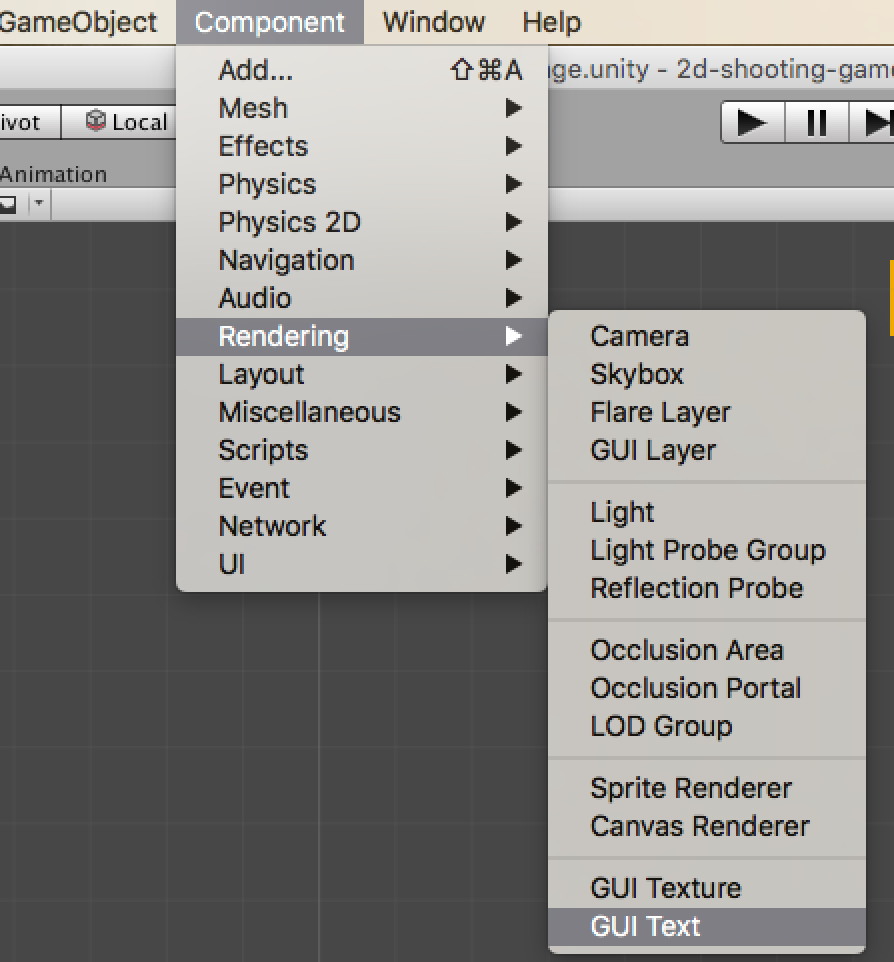 GameObject Component Window Help
Add... ⇧⌘A
ge.unity - 2d-shooting-game
Mesh
ivot Local
Effects
Animation
Physics
Physics 2D
Navigation
Audio
Rendering
Layout
Miscellaneous
Scripts
Event
Network
UI
Camera
Skybox
Flare Layer
GUI Layer
Light
Light Probe Group
Reflection Probe
Occlusion Area
Occlusion Portal
LOD Group
Sprite Renderer
Canvas Renderer
GUI Texture
GUI Text